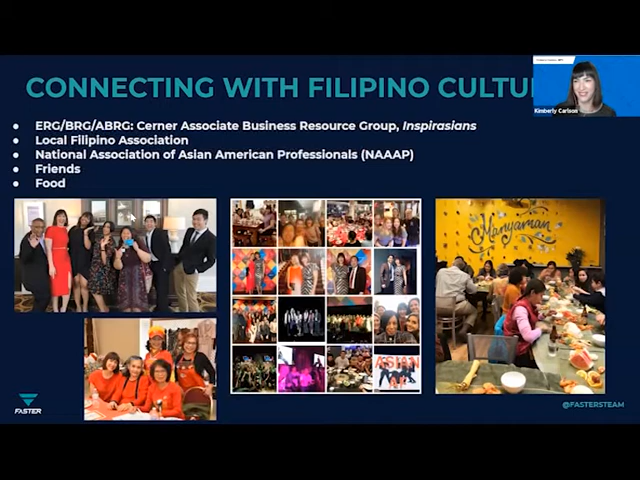 CONNECTING WITH FILIPINO CULTU
Kimberly Carlson
• ERG/BRG/ABRG: Cerner Associate Business Resource Group, Inspirasians
• Local Filipino Association
• National Association of Asian American Professionals (NAAAP)
• Friends
• Food
Manyaman
ASIAN
FASTER
@FASTERSTEAM